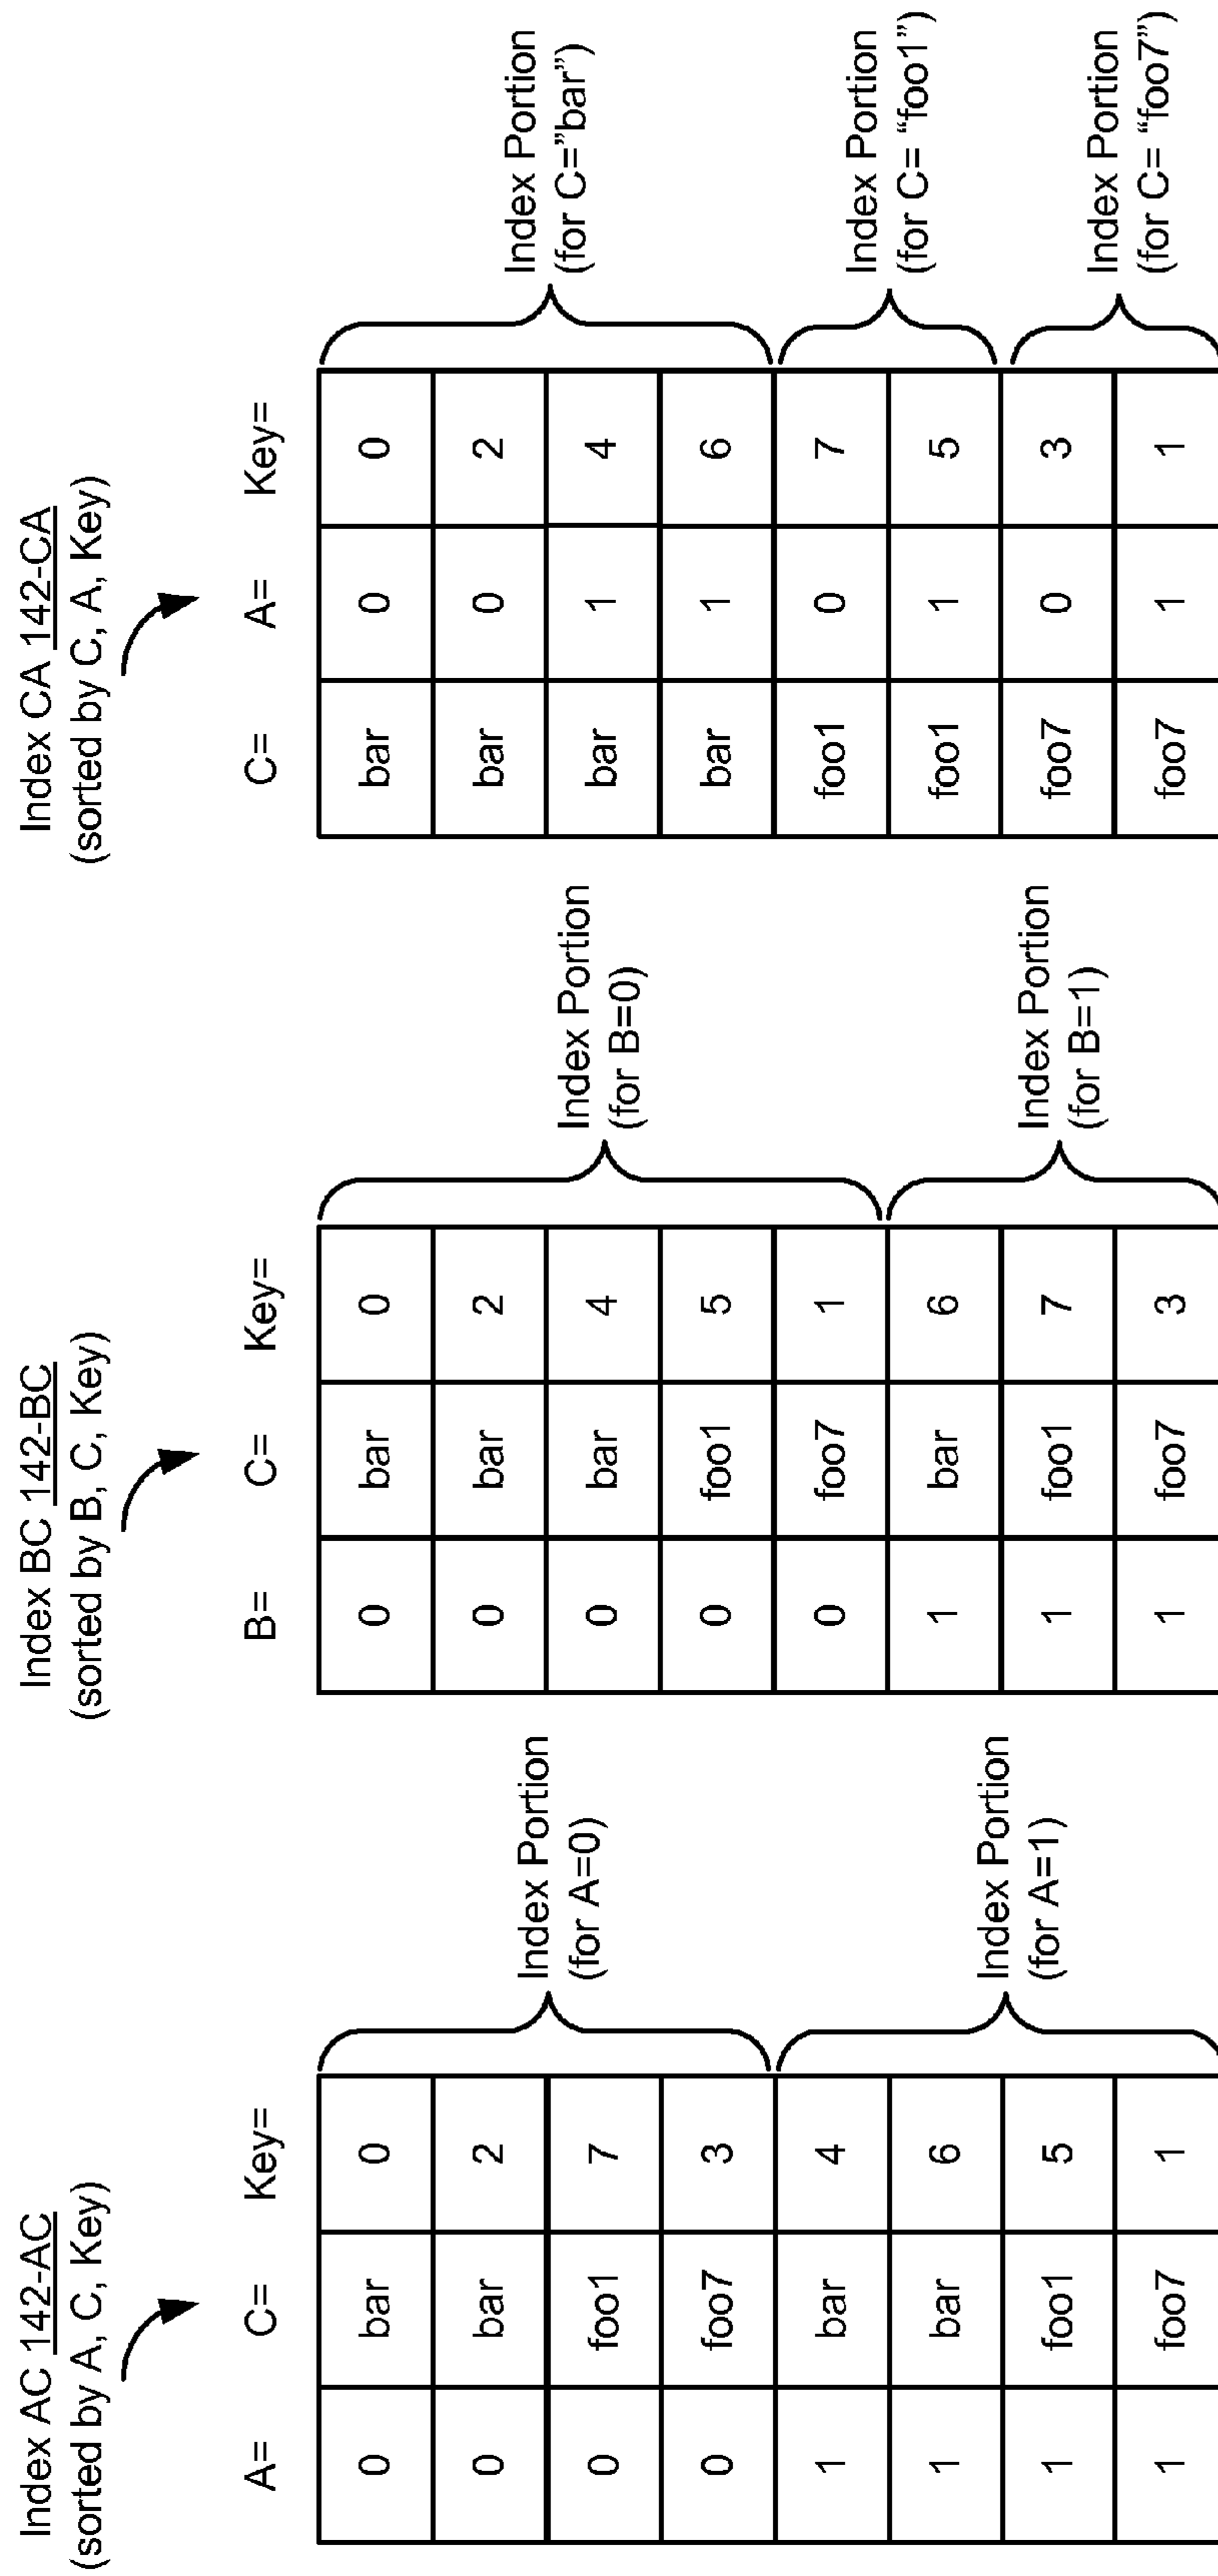 Index AC 142-AC
(sorted by A, C, Key)
A= C= Key=
0 bar 0
0 bar 2
0 foo1 7
0 foo7 3
1 bar 4
1 bar 6
1 foo1 5
1 foo7 1
Index Portion
(for A=0)
Index Portion
(for A=1)
Index BC 142-BC
(sorted by B, C, Key)
B= C= Key=
0 bar 0
0 bar 2
0 bar 4
0 foo1 5
0 foo7 1
1 bar 6
1 foo1 7
1 foo7 3
Index Portion
(for B=0)
Index Portion
(for B=1)
Index CA 142-CA
(sorted by C, A, Key)
C= A= Key=
bar 0 0
bar 0 2
bar 1 4
bar 1 6
foo1 0 7
foo1 1 5
foo7 0 3
foo7 1 1
Index Portion
(for C=”bar”)
Index Portion
(for C= “foo1”)
Index Portion
(for C= “foo7”)